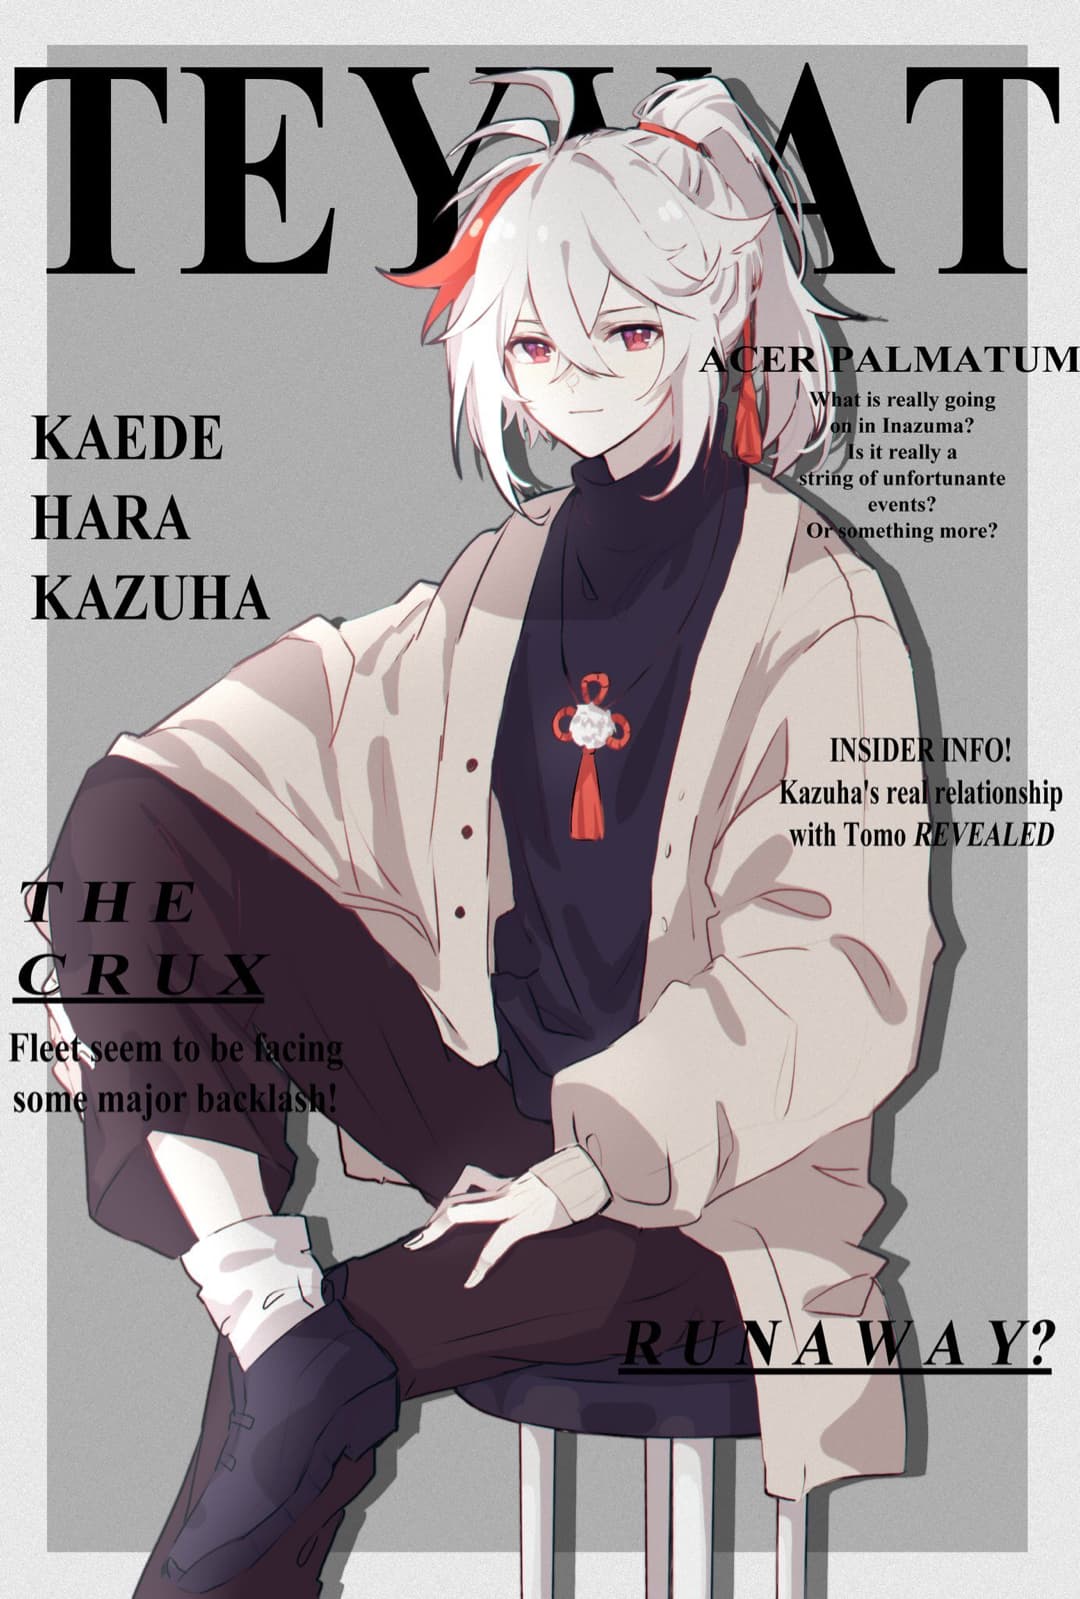 TEYVAT
ACER PALMATUM
What is really going
on in Inazuma?
Is it really a
string of unfortunante
events?
Or something more?
KAEDE
HARA
KAZUHA
INSIDER INFO!
Kazuha's real relationship
with Tomo REVEALED
THE
CRUX
Fleet seem to be facing
some major backlash!
RUNAWAY?